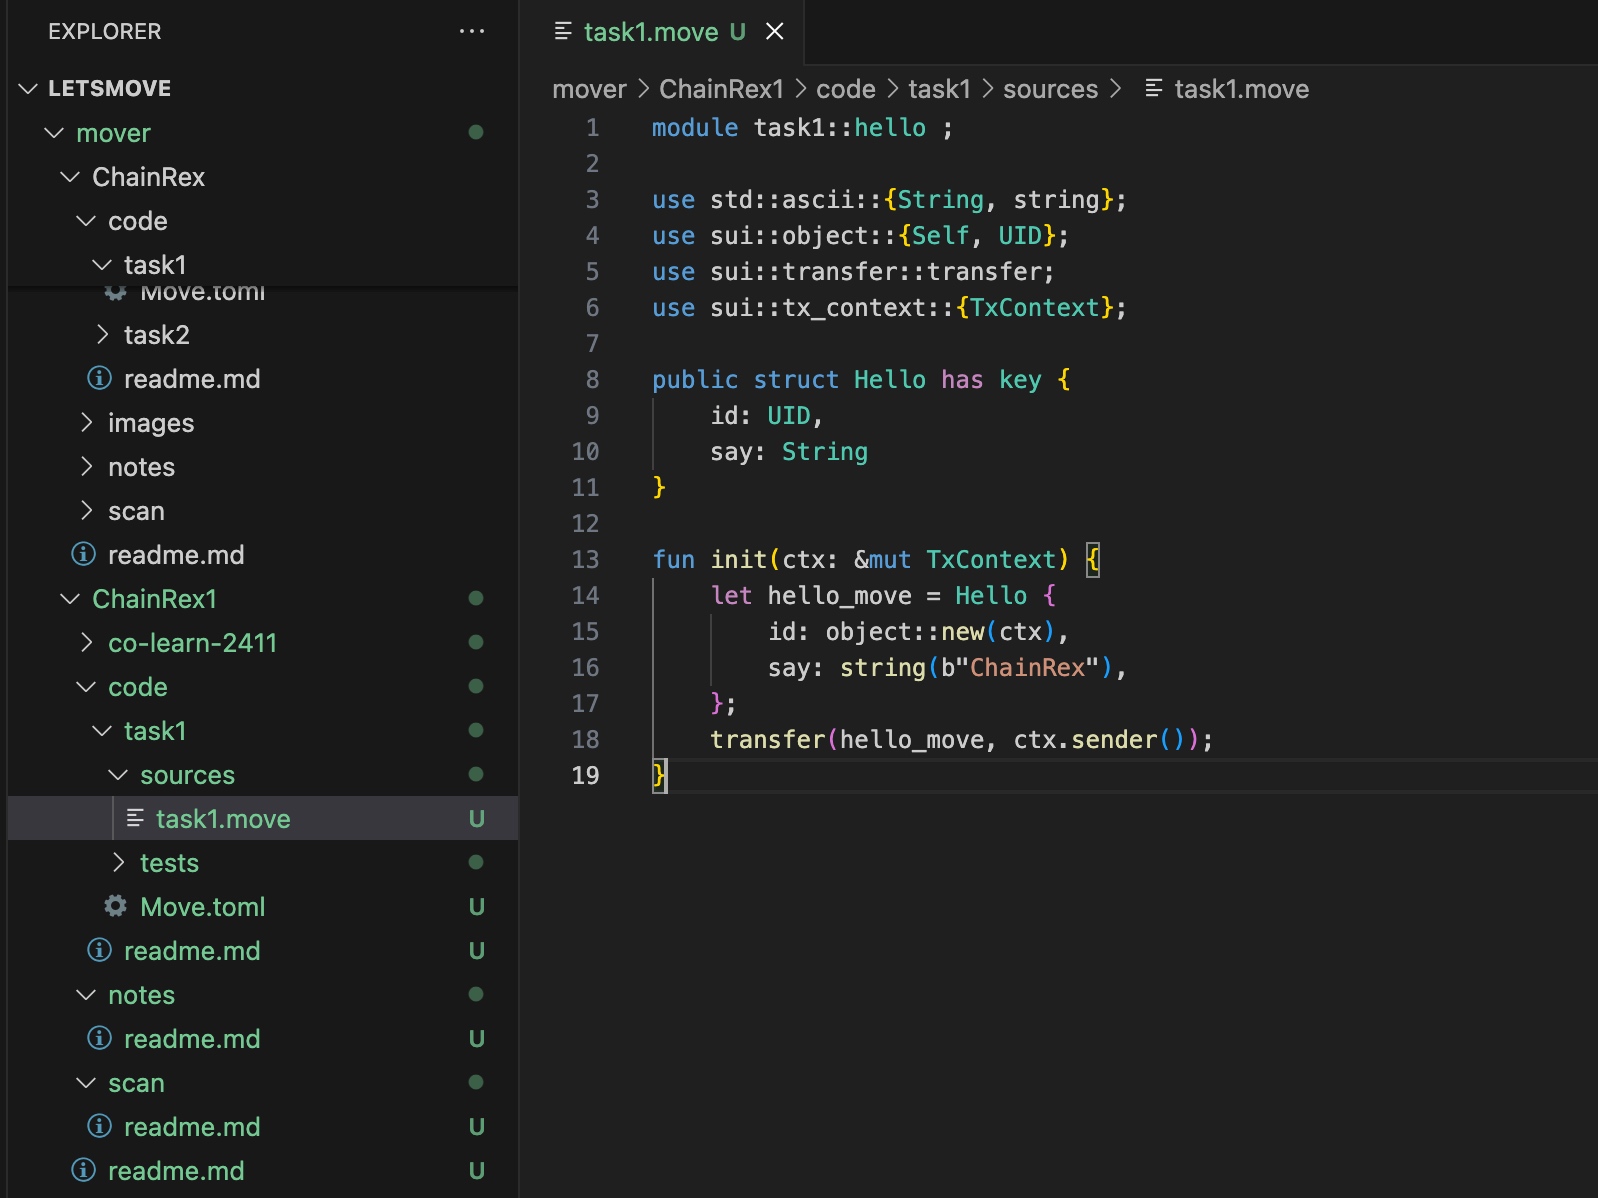 EXPLORER ...
LETSMOVE
mover
ChainRex
code
task1
Move.toml
task2
readme.md
images
notes
scan
readme.md
ChainRex1
co-learn-2411
code
task1
sources
task1.move U
tests
Move.toml U
readme.md U
notes
readme.md U
scan
readme.md U
readme.md U
task1.move U
mover > ChainRex1 > code > task1 > sources > task1.move
1 module task1::hello ;
2
3 use std::ascii::{String, string};
4 use sui::object::{Self, UID};
5 use sui::transfer::transfer;
6 use sui::tx_context::{TxContext};
7
8 public struct Hello has key {
9     id: UID,
10     say: String
11 }
12
13 fun init(ctx: &mut TxContext) {
14     let hello_move = Hello {
15         id: object::new(ctx),
16         say: string(b"ChainRex"),
17     };
18     transfer(hello_move, ctx.sender());
19 }